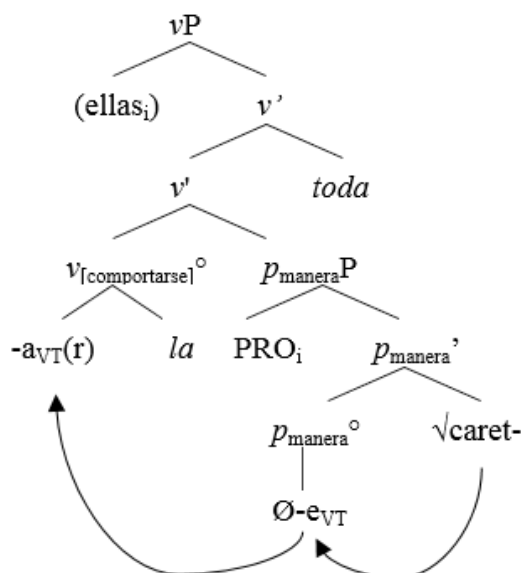 vP
(ellasi) v’
v' toda
v[comportarse]° pmaneraP
-aVT(r) la PROi pmanera’
pmanera° √caret-
Ø-eVT